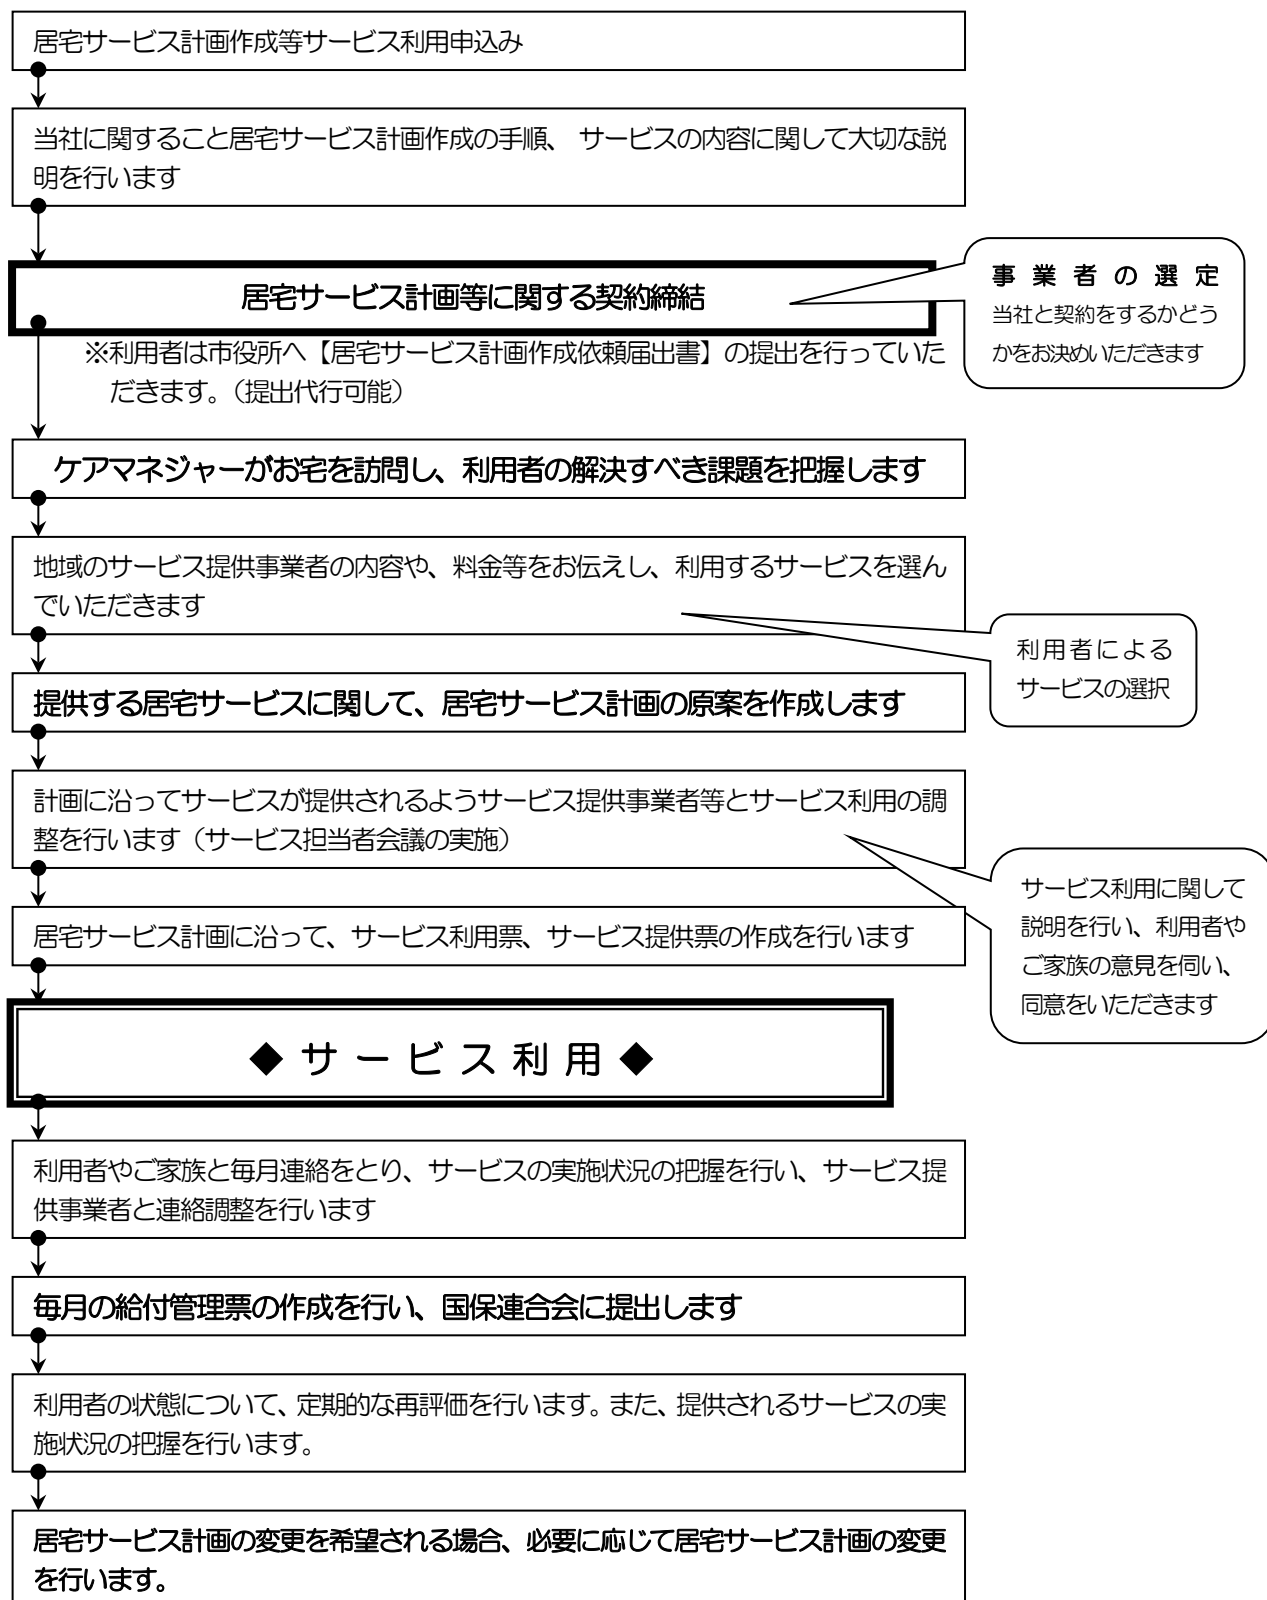 居宅サービス計画作成等サービス利用申込み
当社に関すること居宅サービス計画作成の手順、 サービスの内容に関して大切な説
明を行います
居宅サービス計画等に関する契約締結
事業者の選定
当社と契約をするかどう
かをお決めいただきます
※利用者は市役所へ【居宅サービス計画作成依頼届出書】の提出を行っていた
だきます。（提出代行可能）
ケアマネジャーがお宅を訪問し、利用者の解決すべき課題を把握します
地域のサービス提供事業者の内容や、料金等をお伝えし、利用するサービスを選ん
でいただきます
利用者による
サービスの選択
提供する居宅サービスに関して、居宅サービス計画の原案を作成します
計画に沿ってサービスが提供されるようサービス提供事業者等とサービス利用の調
整を行います（サービス担当者会議の実施）
サービス利用に関して
説明を行い、利用者や
ご家族の意見を伺い、
同意をいただきます
居宅サービス計画に沿って、サービス利用票、サービス提供票の作成を行います
◆サービス利用◆
利用者やご家族と毎月連絡をとり、サービスの実施状況の把握を行い、サービス提
供事業者と連絡調整を行います
毎月の給付管理票の作成を行い、国保連合会に提出します
利用者の状態について、定期的な再評価を行います。また、提供されるサービスの実
施状況の把握を行います。
居宅サービス計画の変更を希望される場合、必要に応じて居宅サービス計画の変更
を行います。